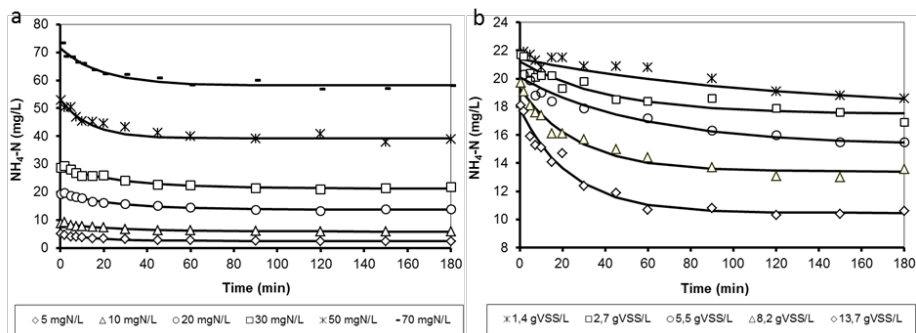 a
NH₄-N (mg/L)
80
70
60
50
40
30
20
10
0
0 20 40 60 80 100 120 140 160 180
Time (min)
5 mgN/L 10 mgN/L 20 mgN/L 30 mgN/L 50 mgN/L 70 mgN/L
b
NH₄-N (mg/L)
24
22
20
18
16
14
12
10
8
0 20 40 60 80 100 120 140 160 180
Time (min)
1,4 gVSS/L 2,7 gVSS/L 5,5 gVSS/L 8,2 gVSS/L 13,7 gVSS/L